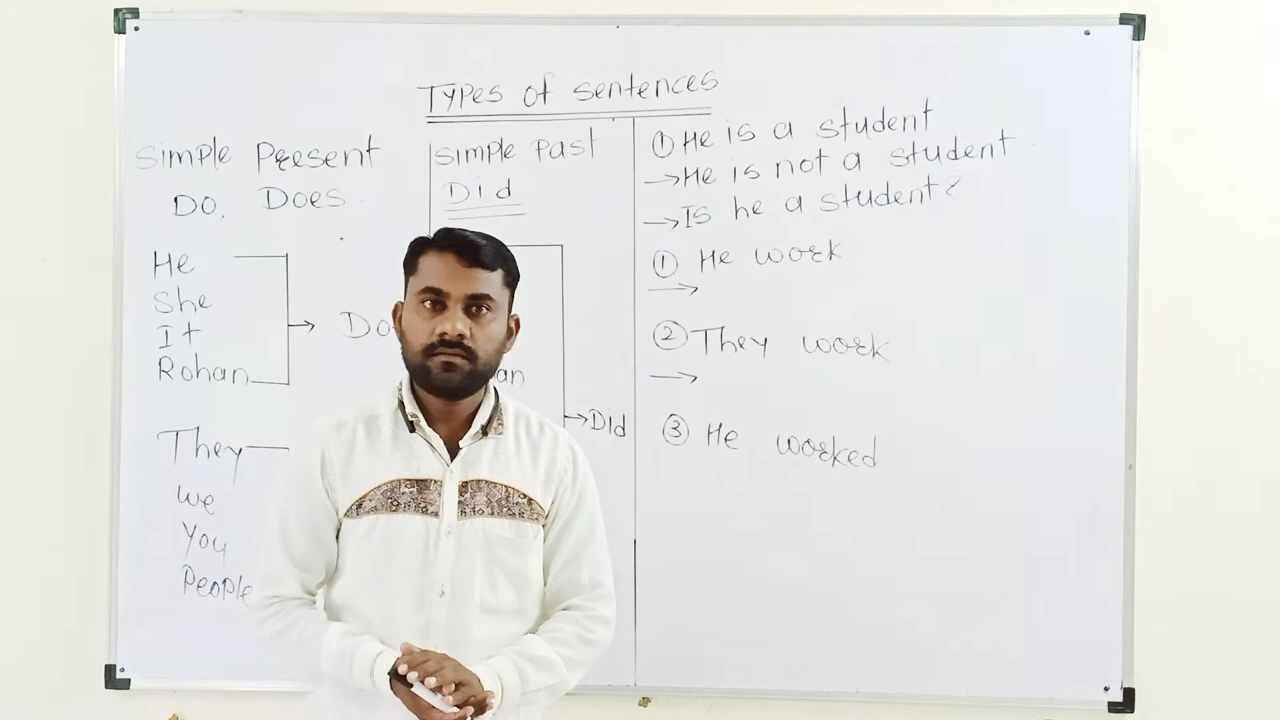 Types of sentences
Simple Present
Do, Does
He
She
It
Rohan
They
we
You
People
Simple Past
Did
Did
① He is a student
→ He is not a student
→ Is he a student?
① He work
→
② They work
→
③ He worked